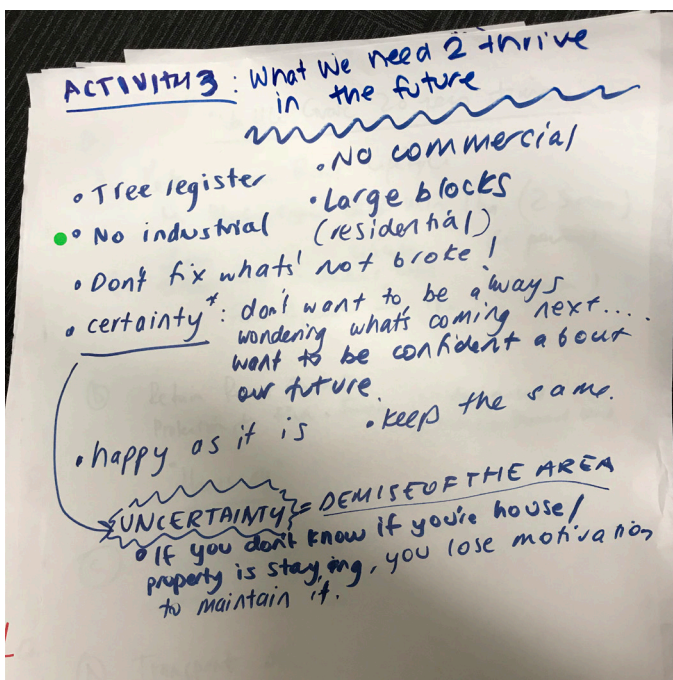 ACTIVITY 3 : What we need 2 thrive
in the future
• Tree register
• No commercial
• No industrial
• Large blocks
(residential)
• Don't fix whats' not broke !
• certainty* : don't want to be always
wondering what's coming next....
want to be confident about
our future.
• happy as it is
• keep the same.
UNCERTAINTY = DEMISE OF THE AREA
• If you don't know if you're house/
property is staying, you lose motivation
to maintain it.